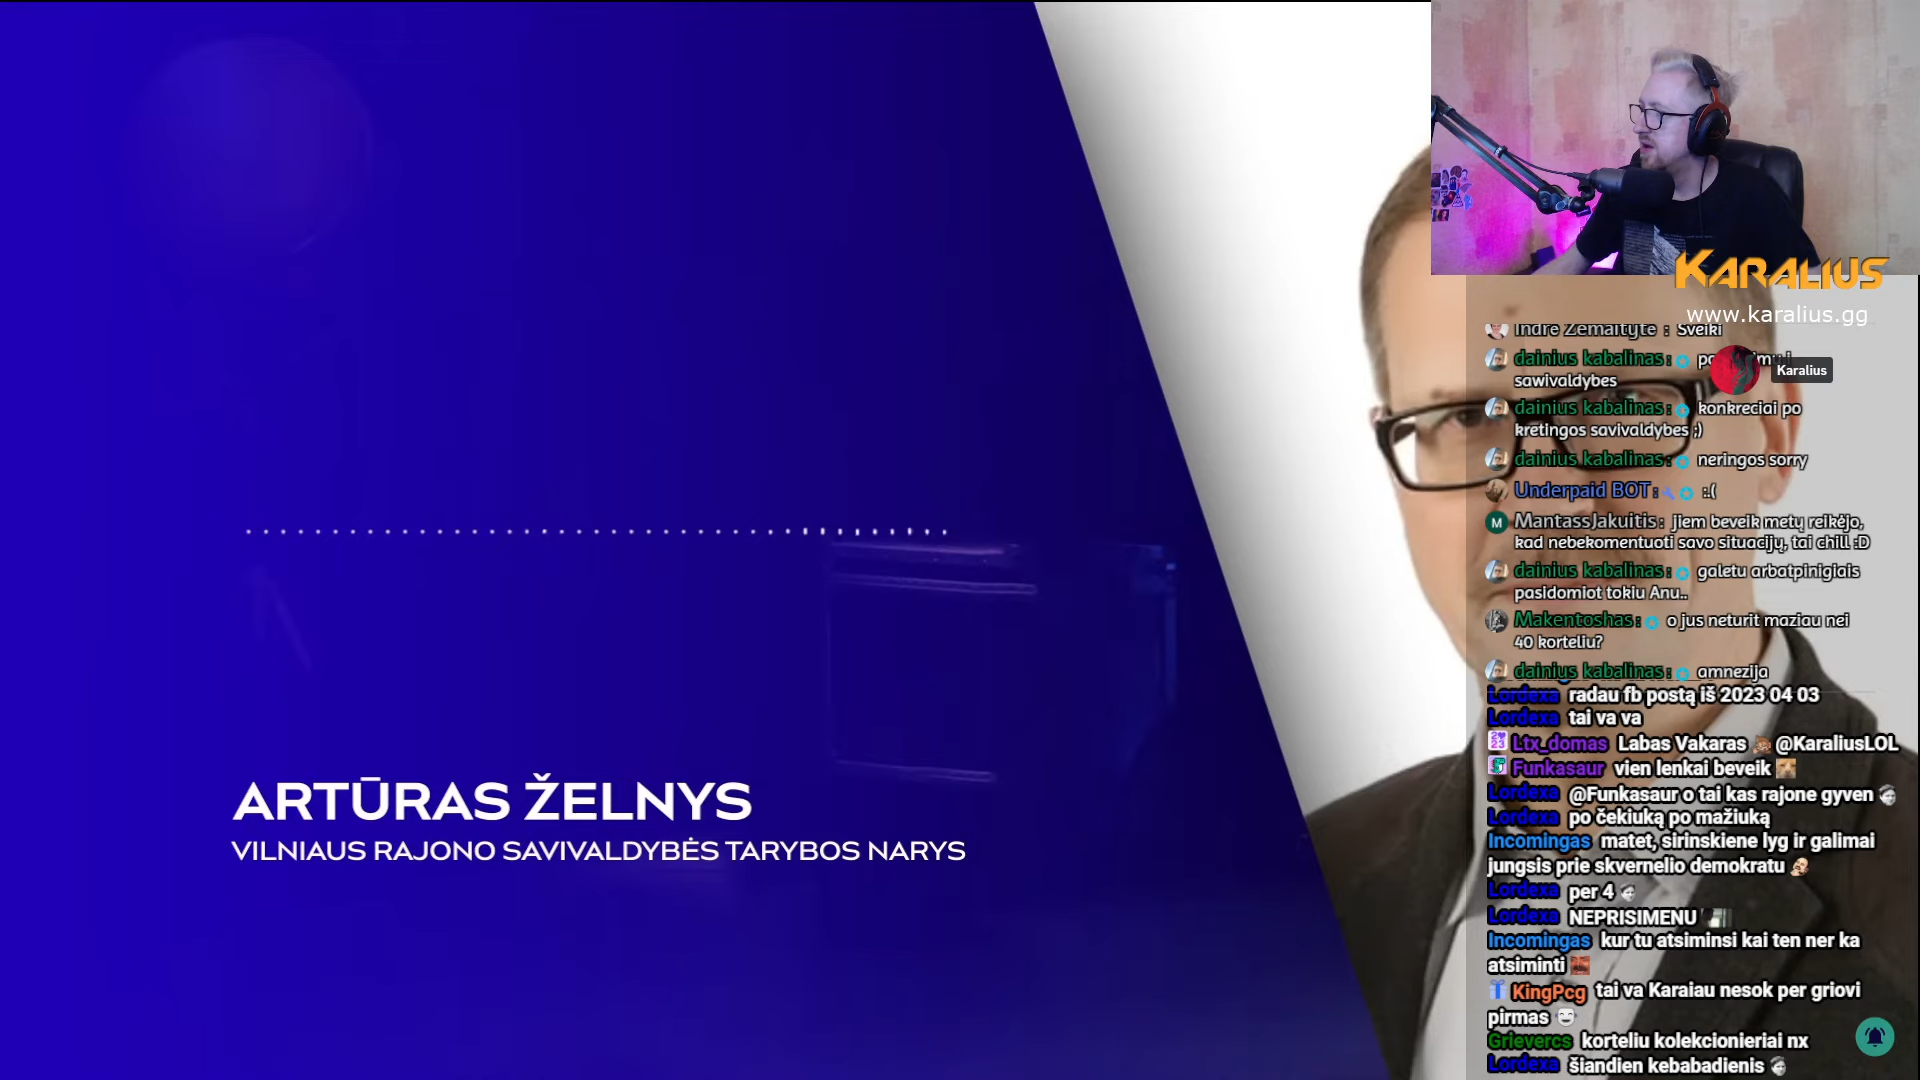 ARTŪRAS ŽELNYS
VILNIAUS RAJONO SAVIVALDYBĖS TARYBOS NARYS
KARALIUS
www.karalius.gg
Indrė Žemaitytė : Sveiki
dainius kabalinas :
sawivaldybes
Karalius
dainius kabalinas : konkreciai po
kretingos savivaldybes ;)
dainius kabalinas : neringos sorry
Underpaid BOT : :(
M MantassJakuitis : jiem beveik metų reikėjo,
kad nebekomentuoti savo situacijų, tai chill :D
dainius kabalinas : galetu arbatpinigiais
pasidomiot tokiu Anu..
Makentoshas : o jus neturit maziau nei
40 korteliu?
dainius kabalinas : amnezija
Lordexa radau fb postą iš 2023 04 03
Lordexa tai va va
Ltx_domas Labas Vakaras @KaraliusLOL
Funkasaur vien lenkai beveik
Lordexa @Funkasaur o tai kas rajone gyven
Lordexa po čekiuką po mažiuką
Incomingas matet, sirinskiene lyg ir galimai
jungsis prie skvernelio demokratu
Lordexa per 4
Lordexa NEPRISIMENU
Incomingas kur tu atsiminsi kai ten ner ka
atsiminti
KingPcg tai va Karaiau nesok per griovi
pirmas
Grievercs korteliu kolekcionieriai nx
Lordexa šiandien kebabadienis